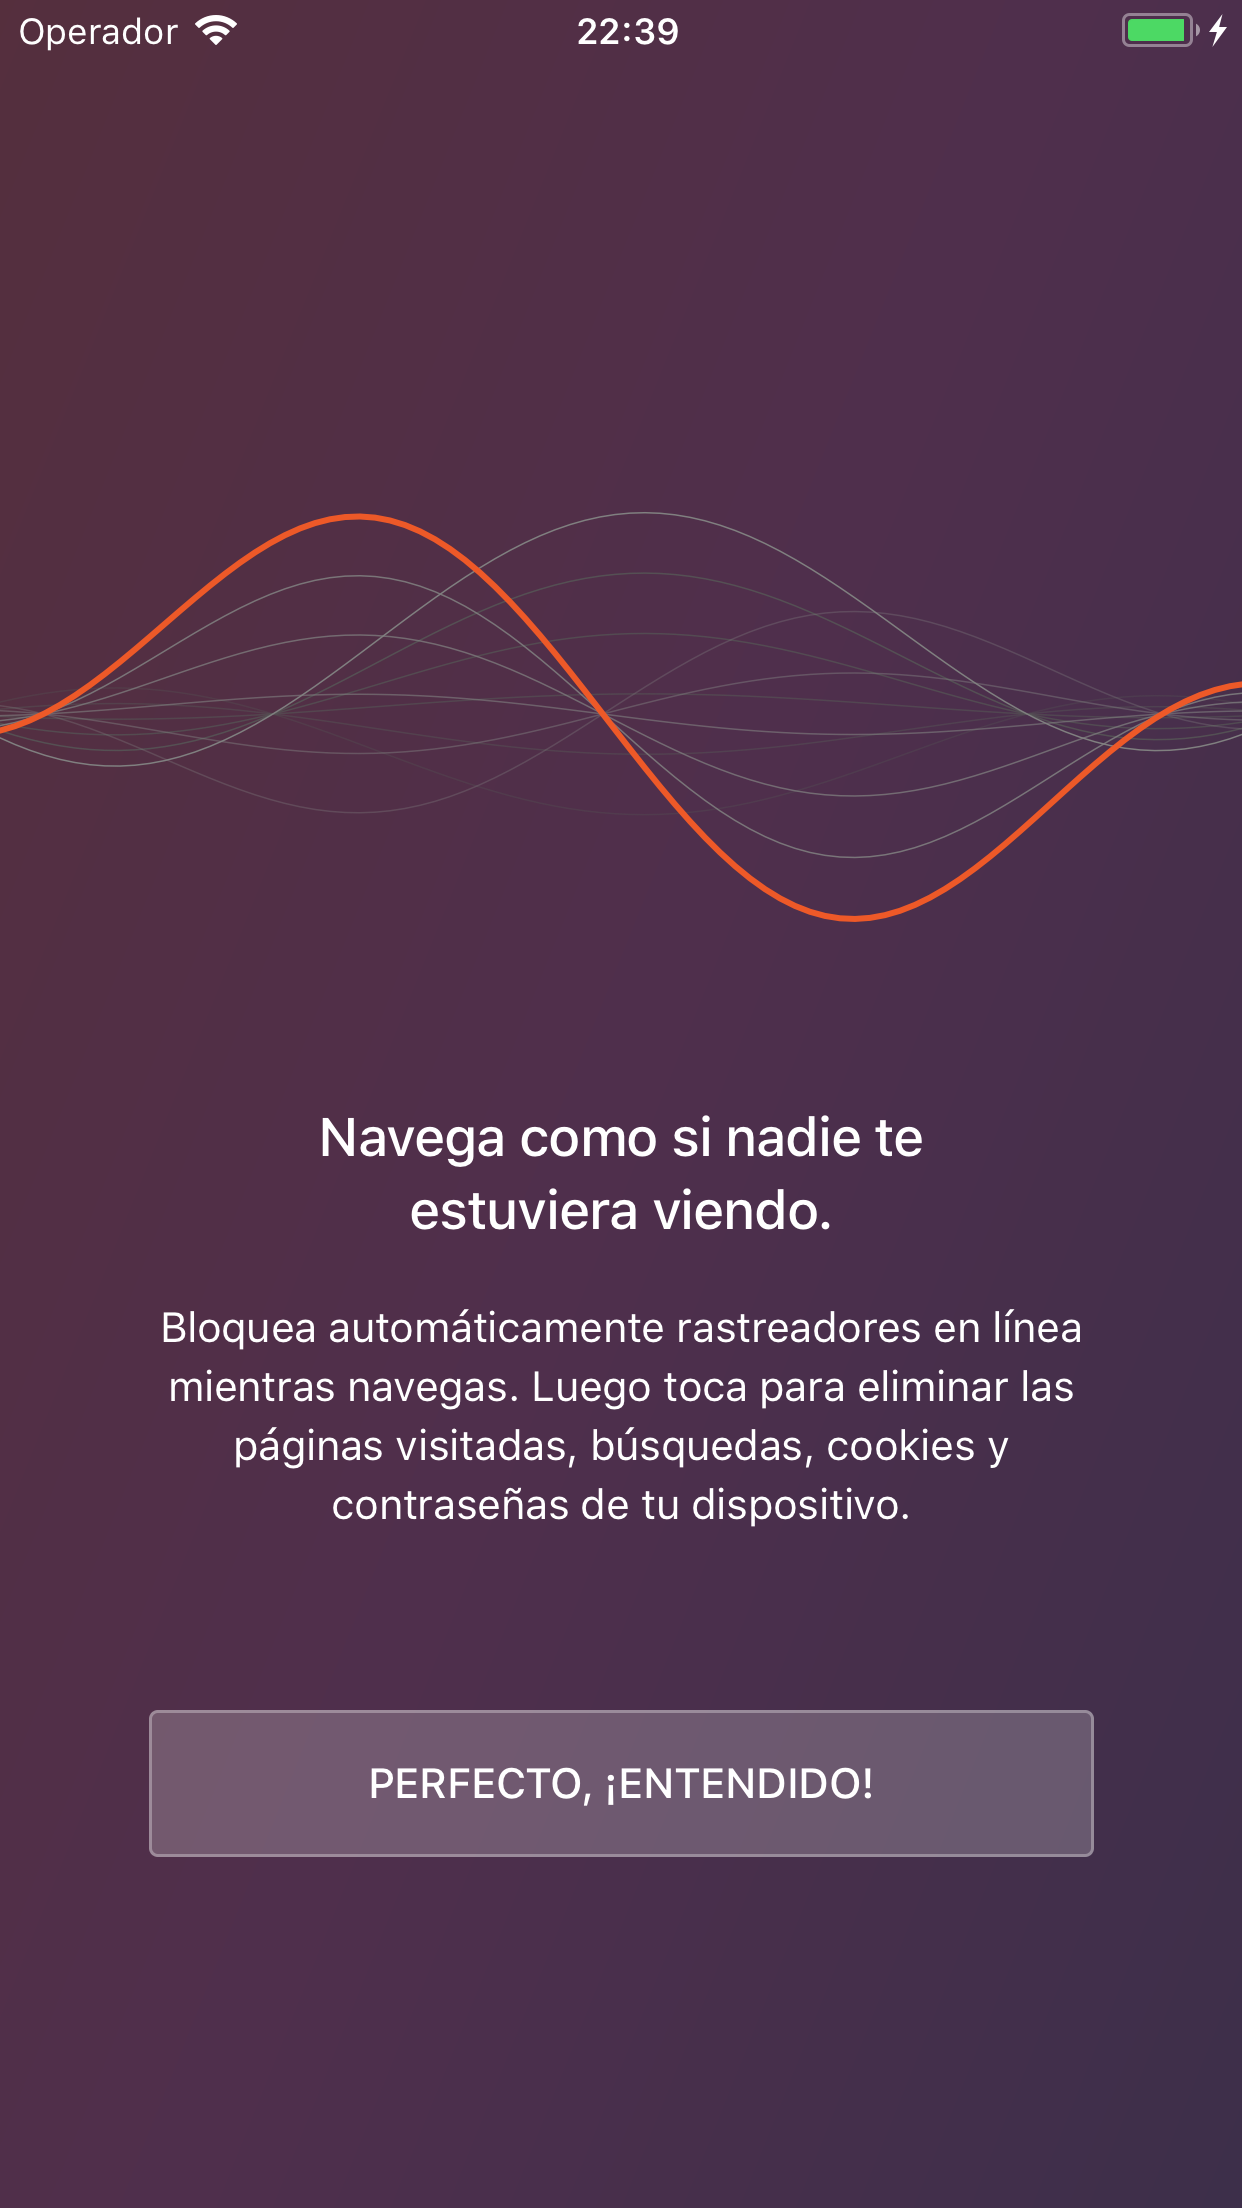 Operador
22:39
Navega como si nadie te
estuviera viendo.
Bloquea automáticamente rastreadores en línea
mientras navegas. Luego toca para eliminar las
páginas visitadas, búsquedas, cookies y
contraseñas de tu dispositivo.
PERFECTO, ¡ENTENDIDO!